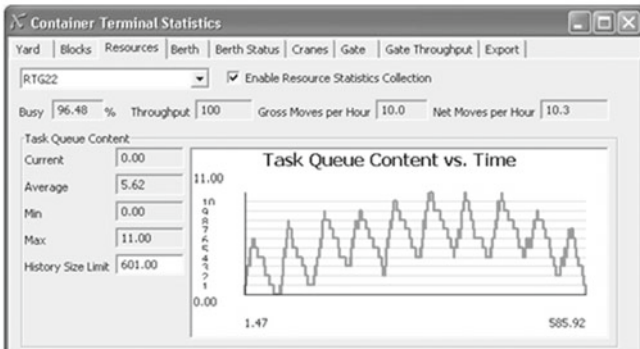 Container Terminal Statistics
Yard Blocks Resources Berth Berth Status Cranes Gate Gate Throughput Export
RTG22 Enable Resource Statistics Collection
Busy 96.48 % Throughput 100 Gross Moves per Hour 10.0 Net Moves per Hour 10.3
Task Queue Content
Current 0.00
Average 5.62
Min 0.00
Max 11.00
History Size Limit 601.00
Task Queue Content vs. Time
11.00
10
9
8
7
6
5
4
3
2
1
0.00
1.47 585.92